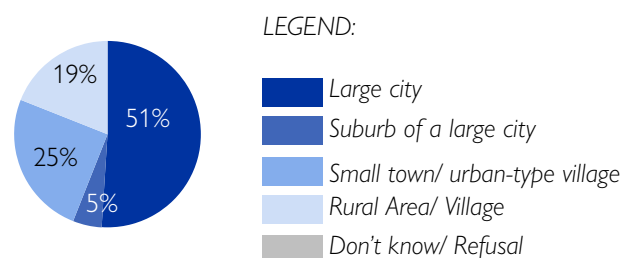 LEGEND:
19%
51%
25%
5%
Large city
Suburb of a large city
Small town/ urban-type village
Rural Area/ Village
Don't know/ Refusal